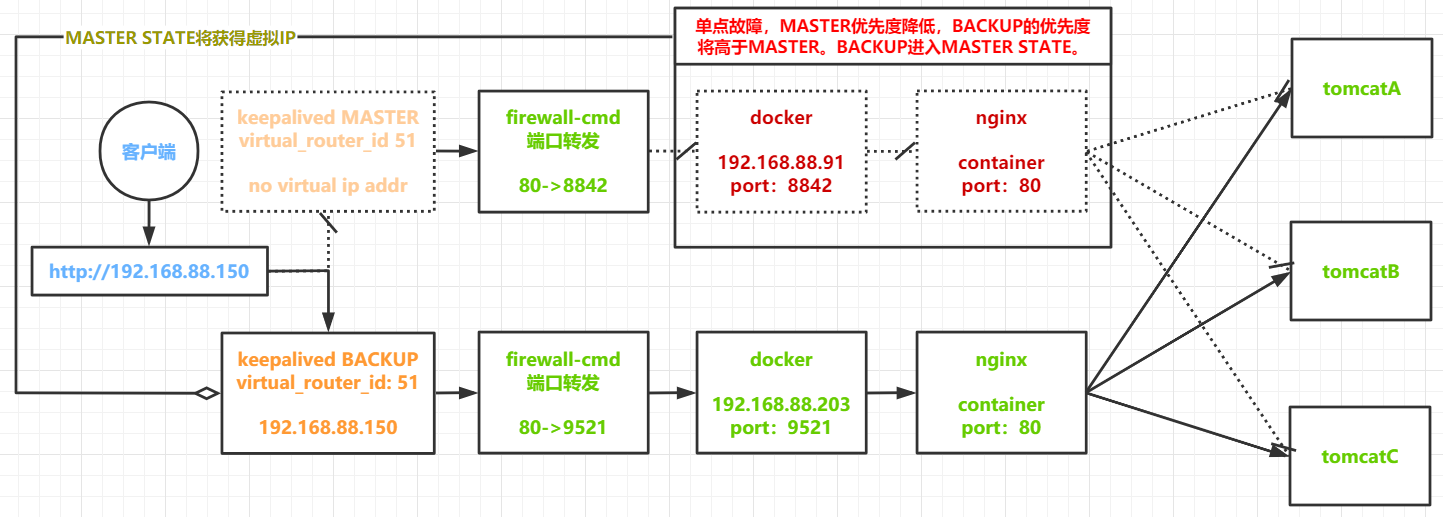 MASTER STATE将获得虚拟IP
单点故障，MASTER优先度降低，BACKUP的优先度
将高于MASTER。BACKUP进入MASTER STATE。
客户端
http://192.168.88.150
keepalived MASTER
virtual_router_id 51
no virtual ip addr
firewall-cmd
端口转发
80->8842
docker
192.168.88.91
port：8842
nginx
container
port：80
tomcatA
tomcatB
tomcatC
keepalived BACKUP
virtual_router_id: 51
192.168.88.150
firewall-cmd
端口转发
80->9521
docker
192.168.88.203
port：9521
nginx
container
port：80